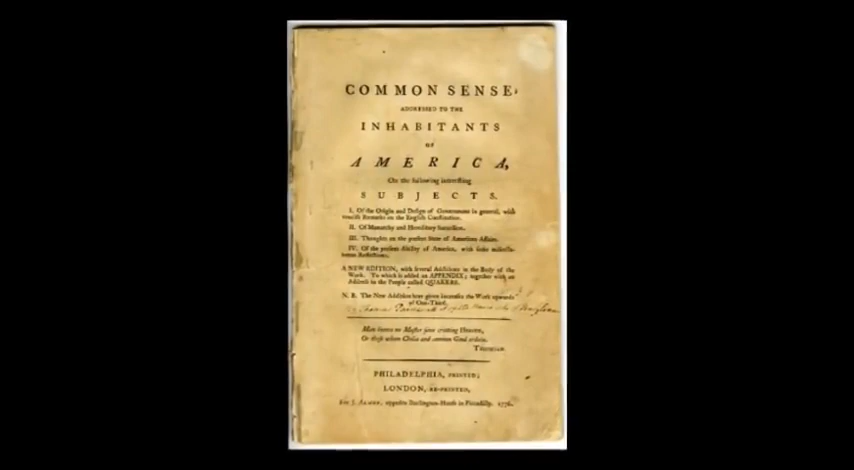 COMMON SENSE;
ADDRESSED TO THE
INHABITANTS
OF
AMERICA,
On the following interesting
SUBJECTS.
I. Of the Origin and Design of Government in general, with
concise Remarks on the English Constitution.
II. Of Monarchy and Hereditary Succession.
III. Thoughts on the present State of American Affairs.
IV. Of the present Ability of America, with some miscella-
neous Reflections.
A NEW EDITION, with several Additions in the Body of the
Work. To which is added an APPENDIX; together with an
Address to the People called QUAKERS.
N. B. The New Addition here given increases the Work upwards
of One-Third.
By Thomas Paine
Man knows no Master save creating Heaven,
Or those whom Choice and common Good ordain.
THOMSON.
PHILADELPHIA, PRINTED;
LONDON, RE-PRINTED,
For J. ALMON, opposite Burlington-House in Piccadilly. 1776.